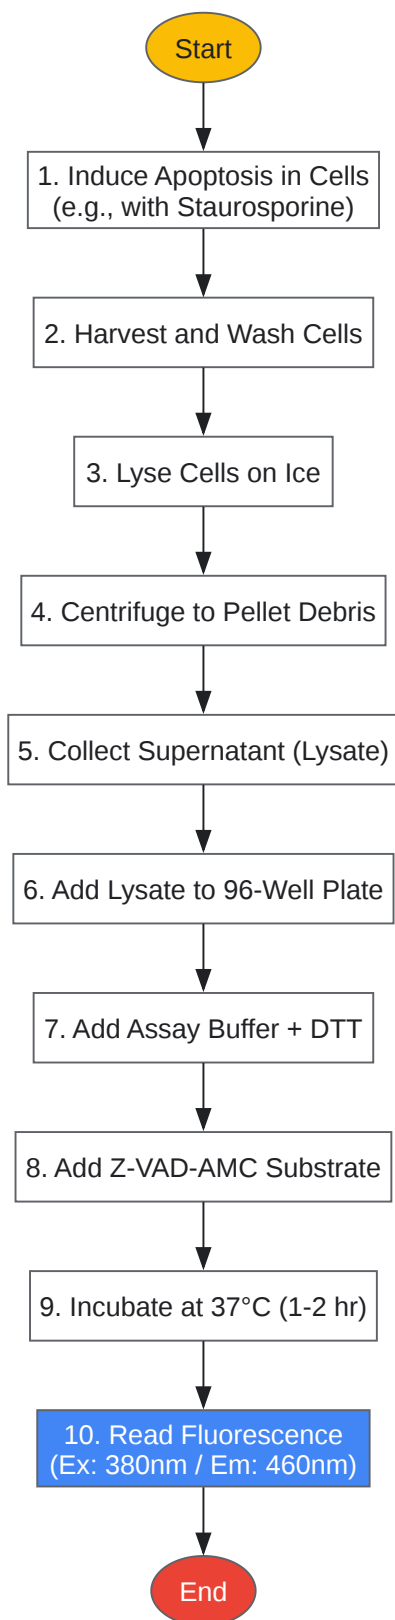 Start
1. Induce Apoptosis in Cells
(e.g., with Staurosporine)
2. Harvest and Wash Cells
3. Lyse Cells on Ice
4. Centrifuge to Pellet Debris
5. Collect Supernatant (Lysate)
6. Add Lysate to 96-Well Plate
7. Add Assay Buffer + DTT
8. Add Z-VAD-AMC Substrate
9. Incubate at 37°C (1-2 hr)
10. Read Fluorescence
(Ex: 380nm / Em: 460nm)
End